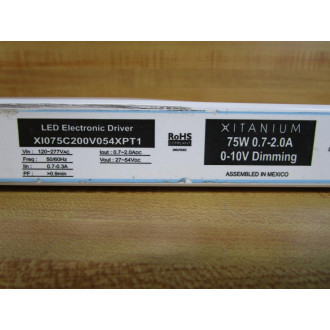 LED Electronic Driver
XI075C200V054XPT1
Vin : 120-277VAC Iout : 0.7-2.0ADC
Freq : 50/60Hz Vout : 27-54VDC
Iin : 0.7-0.3A
PF : >0.9min
RoHS
XITANIUM
75W 0.7-2.0A
0-10V Dimming
ASSEMBLED IN MEXICO